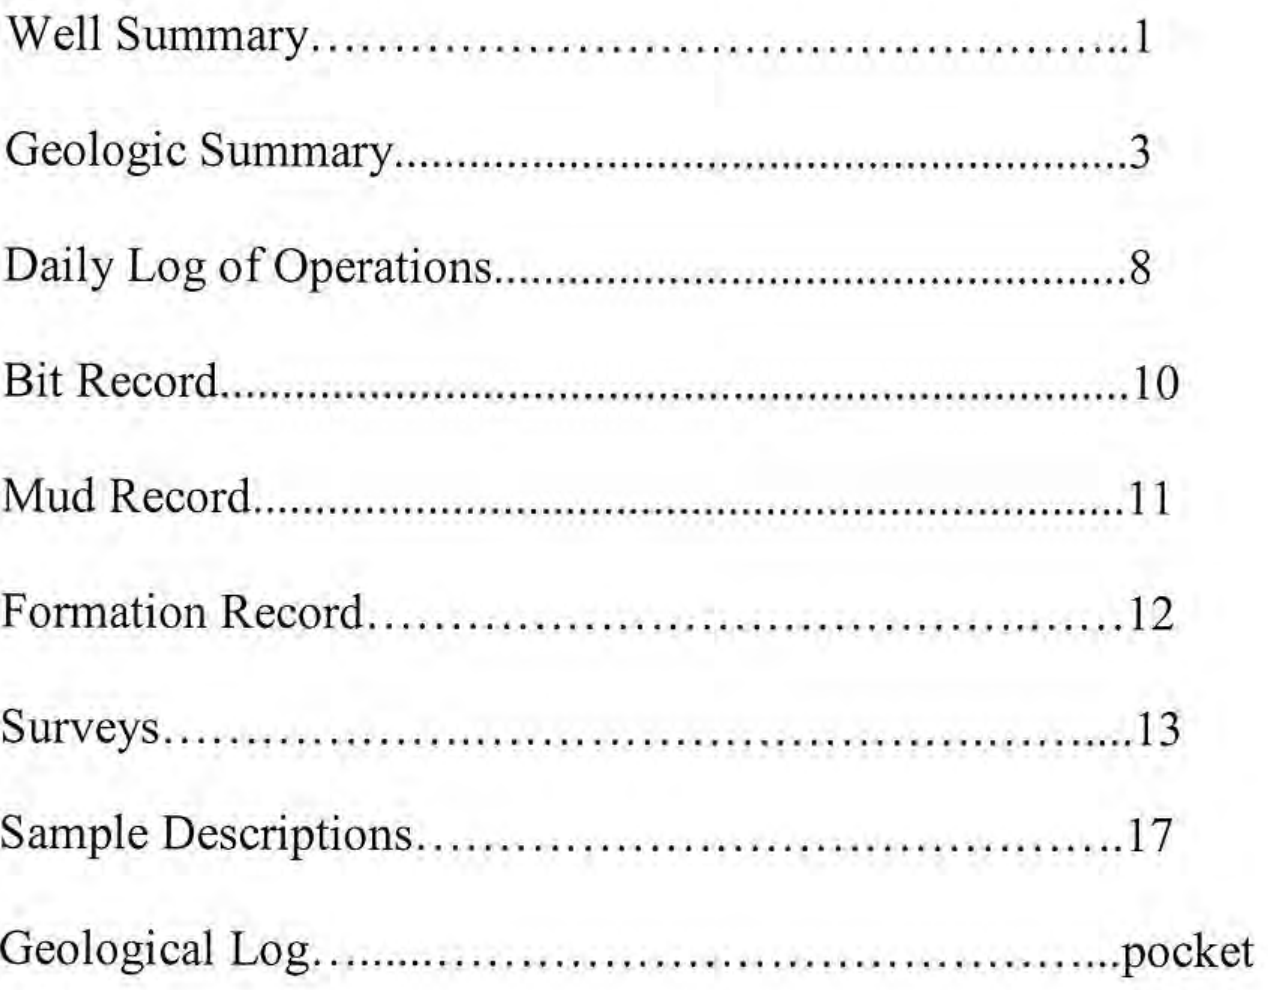 Well Summary.......................................................1
Geologic Summary.......................................................3
Daily Log of Operations.......................................................8
Bit Record.......................................................10
Mud Record.......................................................11
Formation Record.......................................................12
Surveys.......................................................13
Sample Descriptions.......................................................17
Geological Log.......................................................pocket